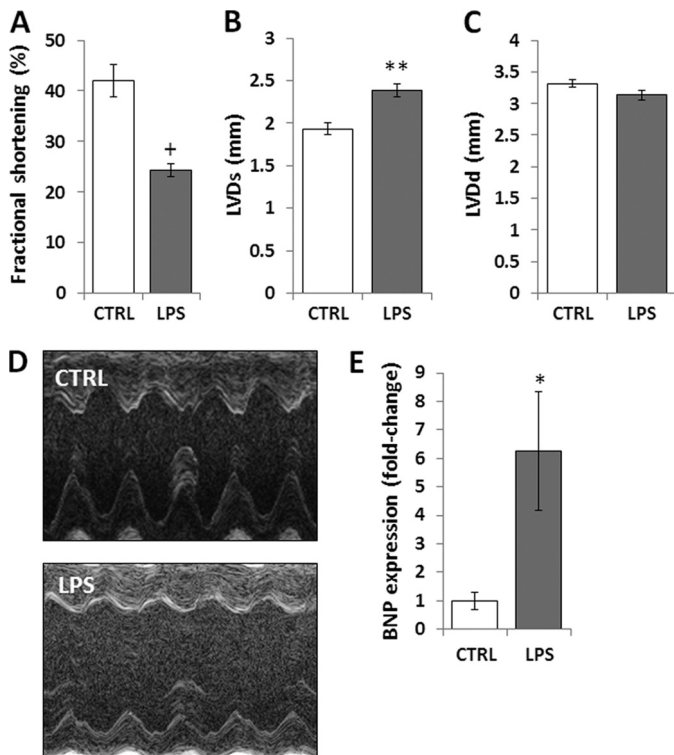 A
Fractional shortening (%)
50
40
30
20
10
0
+
CTRL LPS
B
LVDs (mm)
3
2.5
2
1.5
1
0.5
0
**
CTRL LPS
C
LVDd (mm)
4
3.5
3
2.5
2
1.5
1
0.5
0
CTRL LPS
D
CTRL
LPS
E
BNP expression (fold-change)
9
8
7
6
5
4
3
2
1
0
*
CTRL LPS